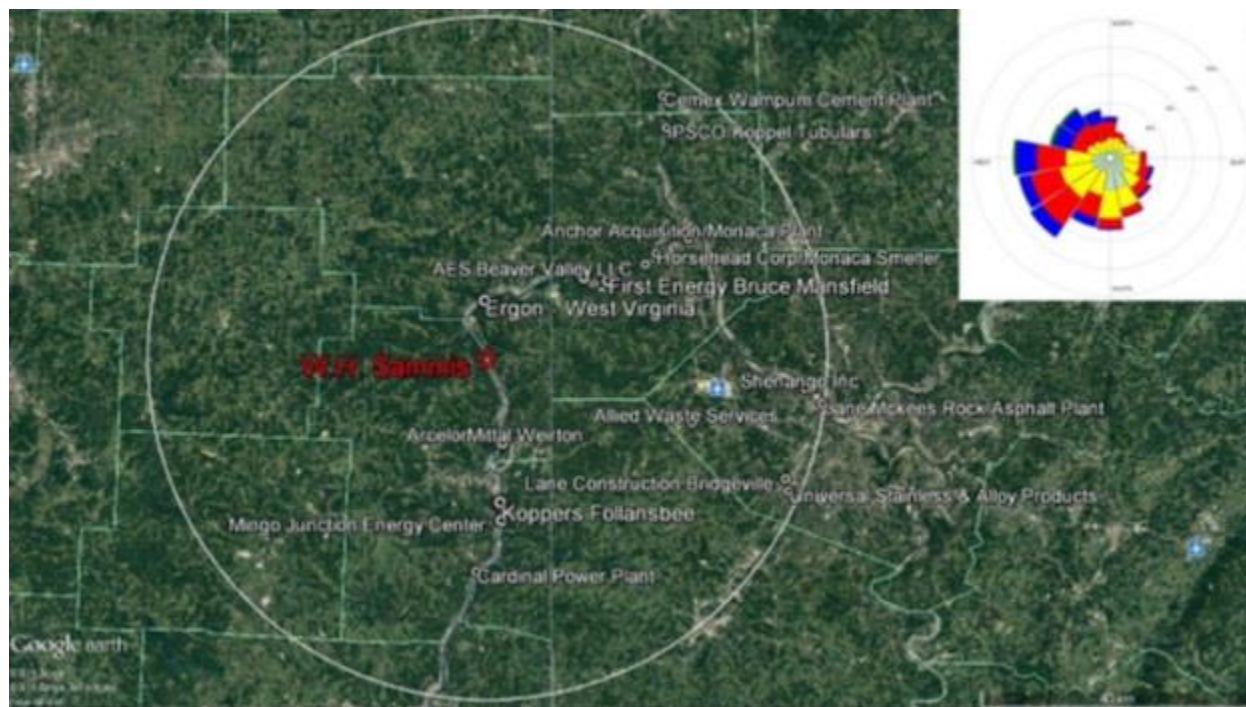 Cemex Wampum Cement Plant
IPSCO Koppel Tubulars
Anchor Acquisition/Monaca Plant
Horsehead Corp/Monaca Smelter
AES Beaver Valley LLC
First Energy Bruce Mansfield
Ergon West Virginia
W.H. Sammis
Shenango Inc
Allied Waste Services
Lane Mckees Rock Asphalt Plant
ArcelorMittal Weirton
Lane Construction Bridgeville
Universal Stainless & Alloy Products
Koppers Follansbee
Mingo Junction Energy Center
Cardinal Power Plant
Google earth